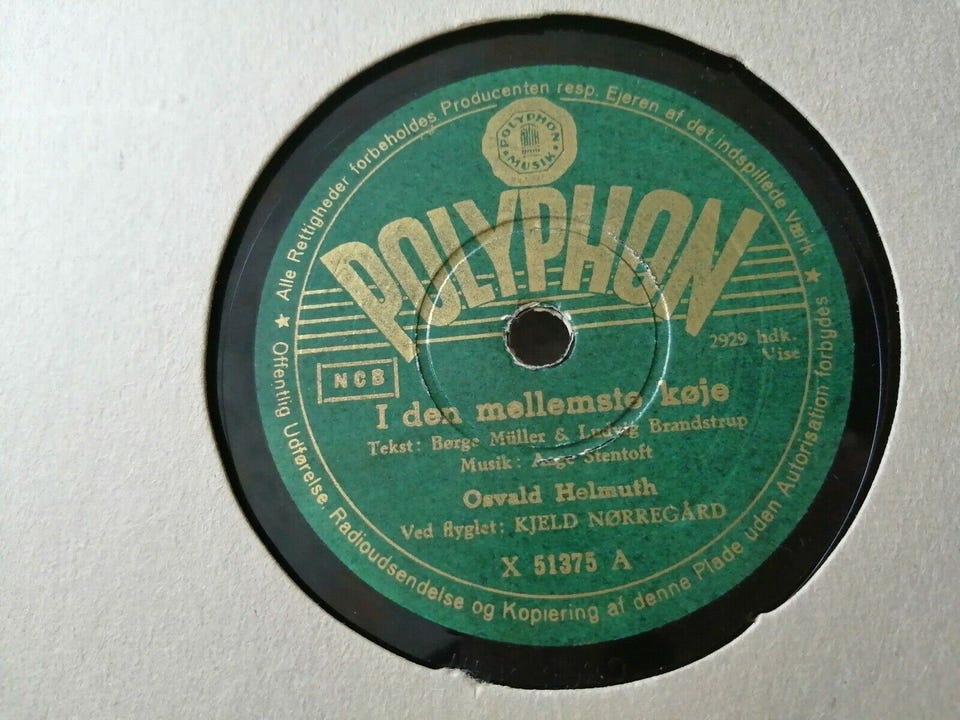 ★ Alle Rettigheder forbeholdes Producenten resp. Ejeren af det indspillede Værk ★
POLYPHON
MUSIK
POLYPHON
2929 hdk.
Vise
NCB
I den mellemste køje
Tekst: Børge Müller & Ludvig Brandstrup
Musik: Aage Stentoft
Osvald Helmuth
Ved flyglet: KJELD NØRREGÅRD
X 51375 A
Offentlig Udførelse, Radioudsendelse og Kopiering af denne Plade uden Autorisation forbydes